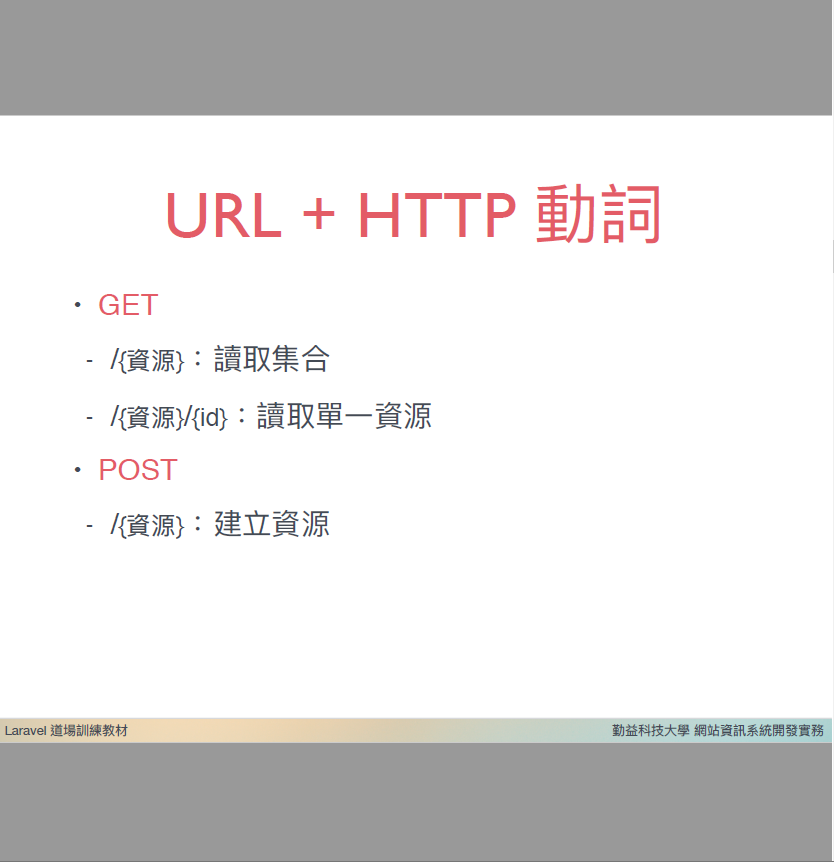 URL + HTTP 動詞
• GET
- /{資源}：讀取集合
- /{資源}/{id}：讀取單一資源
• POST
- /{資源}：建立資源
Laravel 道場訓練教材
勤益科技大學 網站資訊系統開發實務